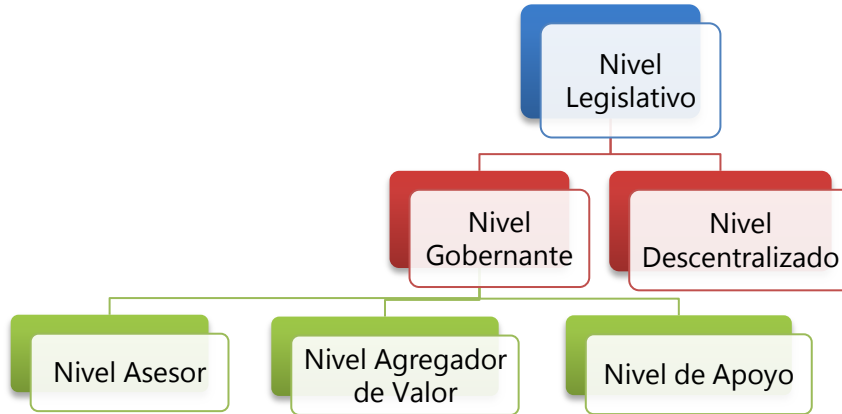 Nivel
Legislativo
Nivel
Gobernante
Nivel
Descentralizado
Nivel Asesor
Nivel Agregador
de Valor
Nivel de Apoyo